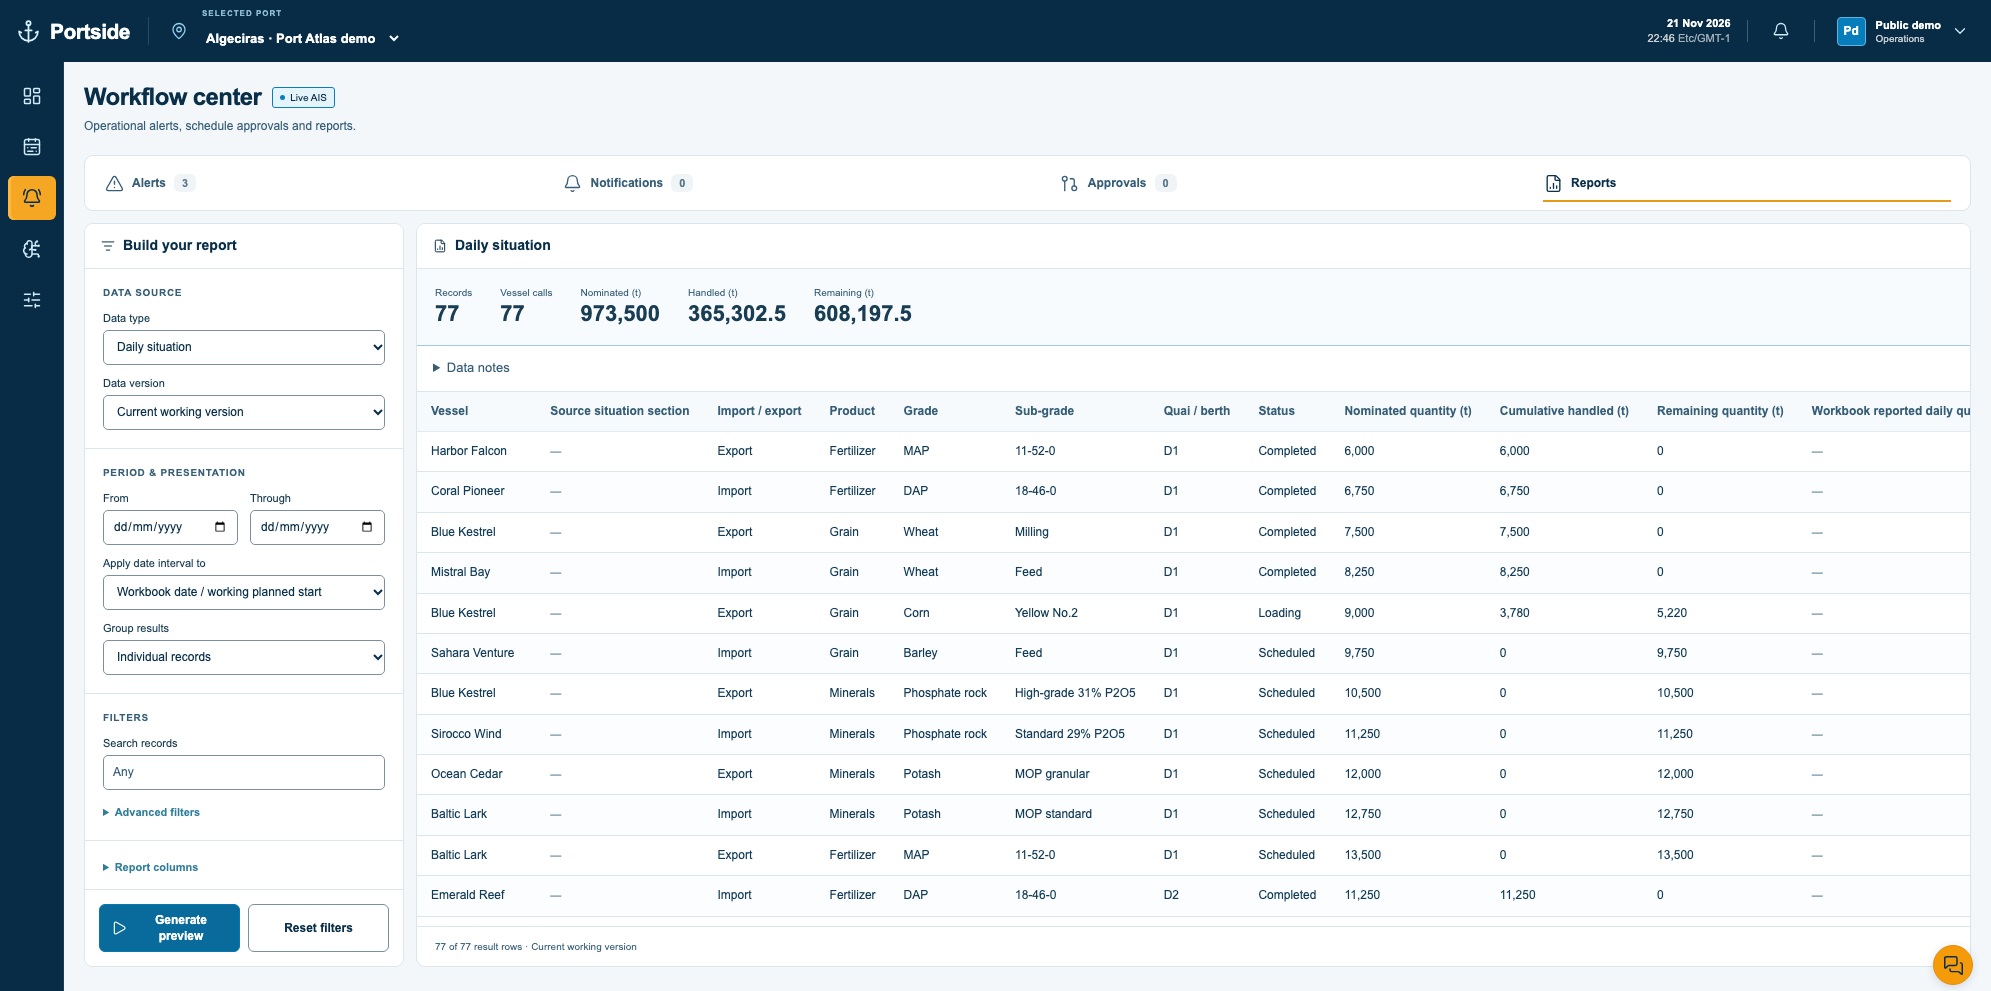 Portside
SELECTED PORT
Algeciras · Port Atlas demo
21 Nov 2026
22:46 Etc/GMT-1
Pd
Public demo
Operations
Workflow center
Live AIS
Operational alerts, schedule approvals and reports.
Alerts 3
Notifications 0
Approvals 0
Reports
Build your report
DATA SOURCE
Data type
Daily situation
Data version
Current working version
PERIOD & PRESENTATION
From Through
dd/mm/yyyy dd/mm/yyyy
Apply date interval to
Workbook date / working planned start
Group results
Individual records
FILTERS
Search records
Any
Advanced filters
Report columns
Generate preview
Reset filters
Daily situation
Records Vessel calls Nominated (t) Handled (t) Remaining (t)
77 77 973,500 365,302.5 608,197.5
Data notes
Vessel Source situation section Import / export Product Grade Sub-grade Quai / berth Status Nominated quantity (t) Cumulative handled (t) Remaining quantity (t) Workbook reported daily qu
Harbor Falcon — Export Fertilizer MAP 11-52-0 D1 Completed 6,000 6,000 0 —
Coral Pioneer — Import Fertilizer DAP 18-46-0 D1 Completed 6,750 6,750 0 —
Blue Kestrel — Export Grain Wheat Milling D1 Completed 7,500 7,500 0 —
Mistral Bay — Import Grain Wheat Feed D1 Completed 8,250 8,250 0 —
Blue Kestrel — Export Grain Corn Yellow No.2 D1 Loading 9,000 3,780 5,220 —
Sahara Venture — Import Grain Barley Feed D1 Scheduled 9,750 0 9,750 —
Blue Kestrel — Export Minerals Phosphate rock High-grade 31% P2O5 D1 Scheduled 10,500 0 10,500 —
Sirocco Wind — Import Minerals Phosphate rock Standard 29% P2O5 D1 Scheduled 11,250 0 11,250 —
Ocean Cedar — Export Minerals Potash MOP granular D1 Scheduled 12,000 0 12,000 —
Baltic Lark — Import Minerals Potash MOP standard D1 Scheduled 12,750 0 12,750 —
Baltic Lark — Export Fertilizer MAP 11-52-0 D1 Scheduled 13,500 0 13,500 —
Emerald Reef — Import Fertilizer DAP 18-46-0 D2 Completed 11,250 11,250 0 —
77 of 77 result rows · Current working version